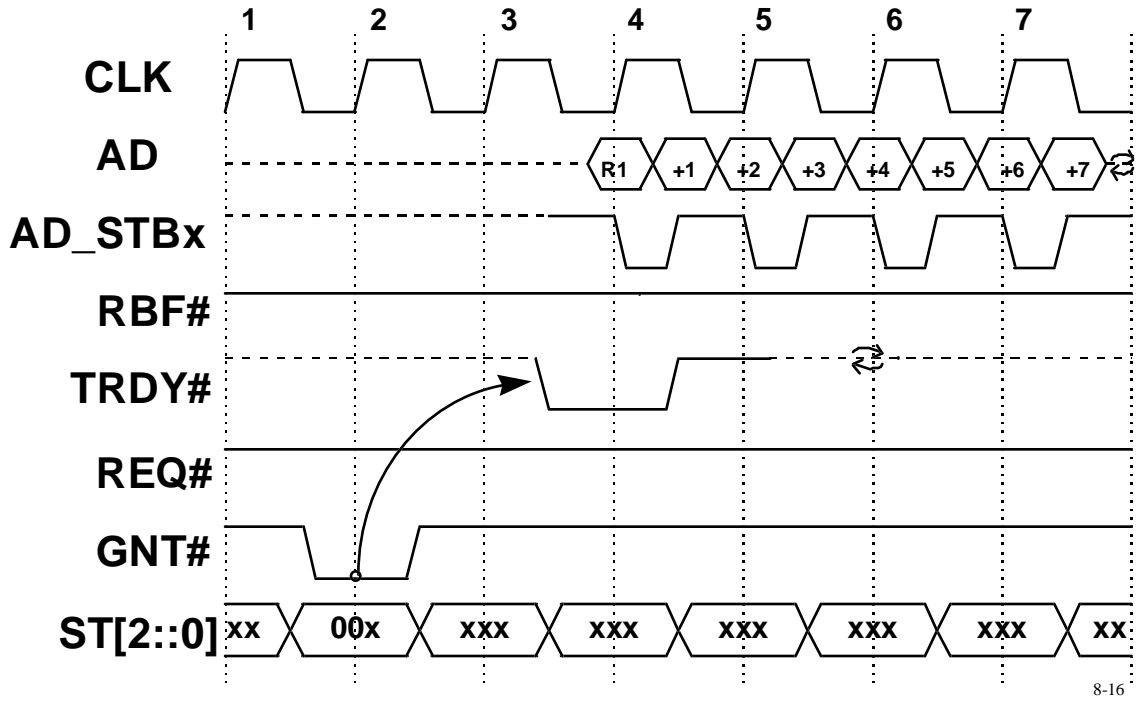 1 2 3 4 5 6 7
CLK
AD
R1 +1 +2 +3 +4 +5 +6 +7
AD_STBx
RBF#
TRDY#
REQ#
GNT#
ST[2::0] xx 00x xxx xxx xxx xxx xxx xx
8-16